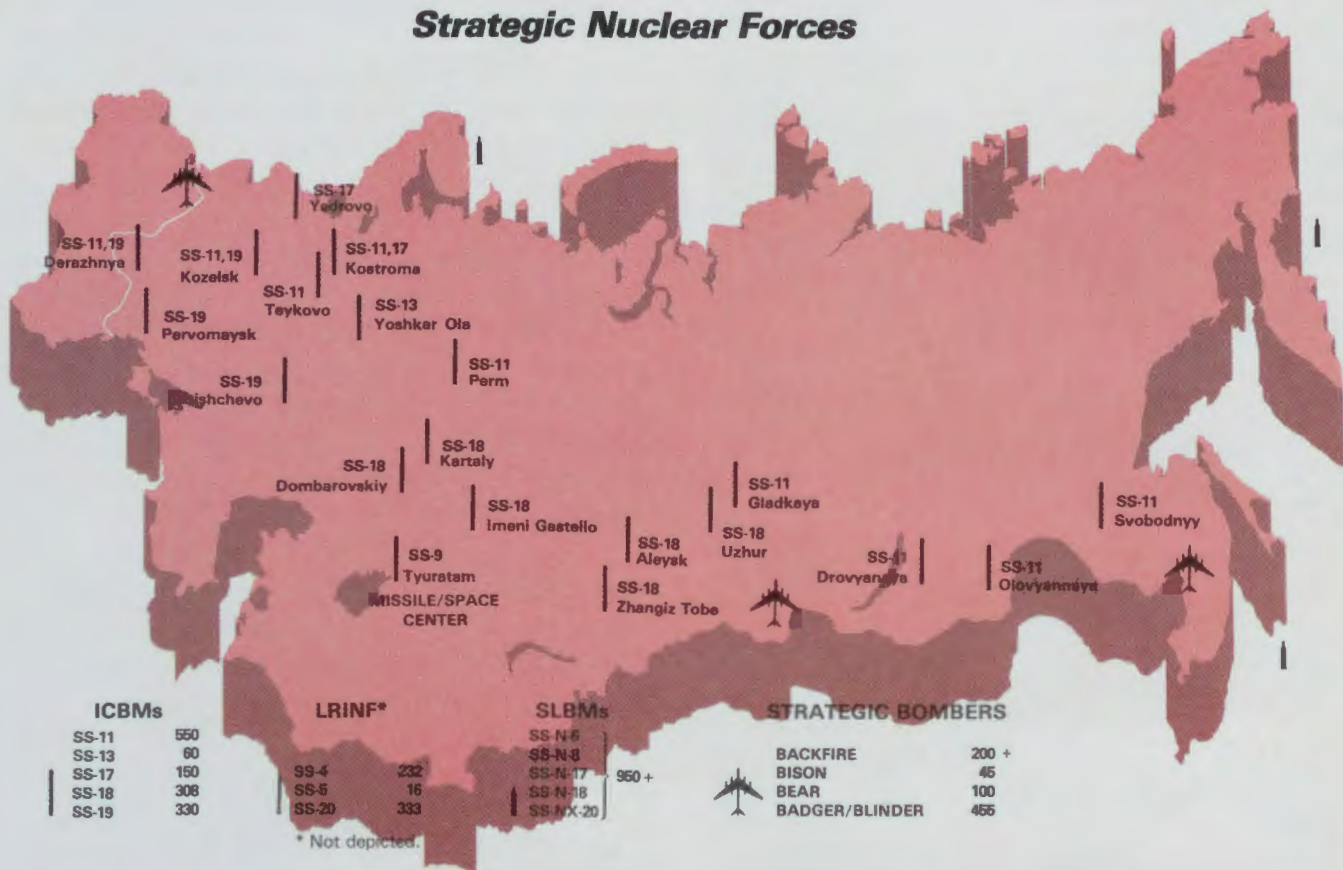 Strategic Nuclear Forces
SS-17
Yedrovo
SS-11,19
Derazhnya
SS-11,19
Kozelsk
SS-11,17
Kostroma
SS-11
Teykovo
SS-13
Yoshkar Ola
SS-19
Pervomaysk
SS-11
Perm
SS-19
SS-18
Kartaly
SS-18
Dombarovskiy
SS-18
Imeni Gastello
SS-11
Gladkaya
SS-18
Uzhur
SS-11
Svobodnyy
SS-18
Aleysk
SS-9
Tyuratam
MISSILE/SPACE
CENTER
SS-18
Zhangiz Tobe
SS-11
Drovyanaya
SS-11
Olovyannaya
ICBMs
SS-11 550
SS-13 60
SS-17 150
SS-18 308
SS-19 330
LRINF*
SS-4 232
SS-5 16
SS-20 333
* Not depicted.
SLBMs
SS-N-6
SS-N-8
SS-N-17
SS-N-18
SS-NX-20
950 +
STRATEGIC BOMBERS
BACKFIRE 200 +
BISON 45
BEAR 100
BADGER/BLINDER 455